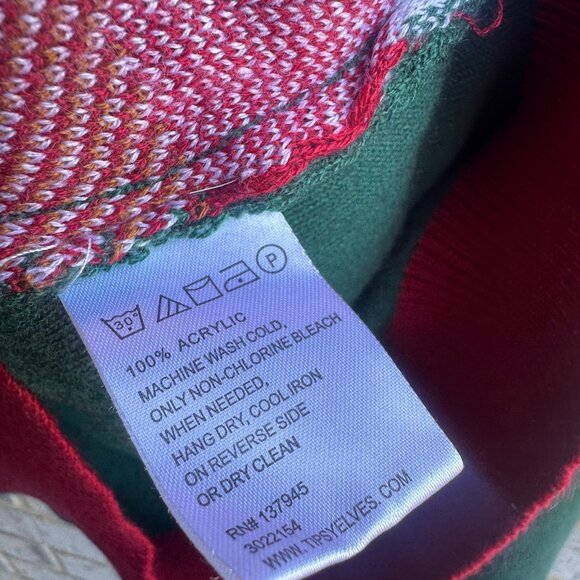 30°
P
100% ACRYLIC
MACHINE WASH COLD,
ONLY NON-CHLORINE BLEACH
WHEN NEEDED,
HANG DRY, COOL IRON
ON REVERSE SIDE
OR DRY CLEAN
RN# 137945
3022154
WWW.TIPSYELVES.COM